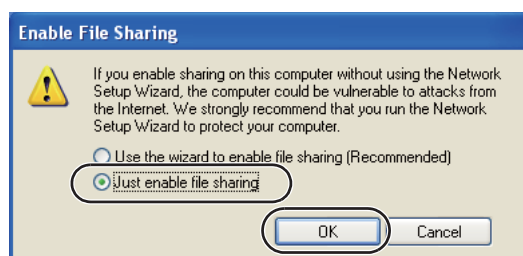 Enable File Sharing
If you enable sharing on this computer without using the Network
Setup Wizard, the computer could be vulnerable to attacks from
the Internet. We strongly recommend that you run the Network
Setup Wizard to protect your computer.
Use the wizard to enable file sharing (Recommended)
Just enable file sharing
OK Cancel